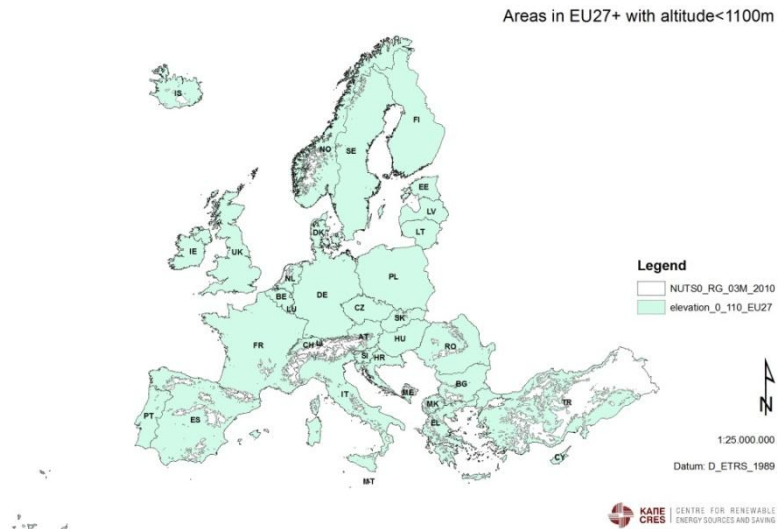 Areas in EU27+ with altitude<1100m
IS
FI
NO
SE
EE
LV
DK
LT
IE
UK
NL
PL
BE
DE
LU
CZ
SK
FR
AT
HU
CH
RO
SI
HR
IT
ME
BG
MK
TR
PT
ES
EL
CY
MT
Legend
NUTS0_RG_03M_2010
elevation_0_110_EU27
N
1:25.000.000
Datum: D_ETRS_1989
ΚΑΠΕ
CRES
CENTRE FOR RENEWABLE
ENERGY SOURCES AND SAVING